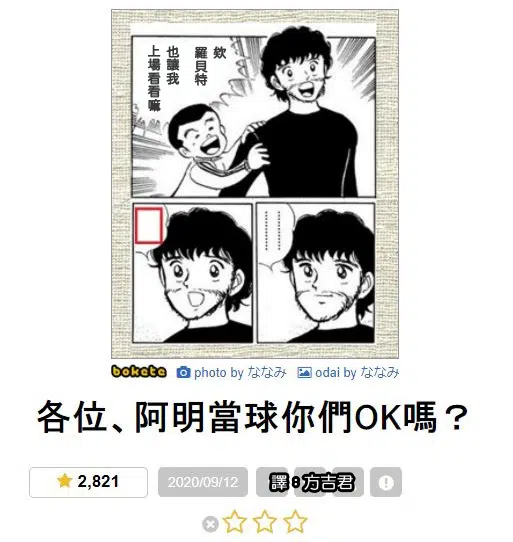 欸
羅貝特
也讓我
上場看看嘛
…………
bokete photo by ななみ odai by ななみ
各位、阿明當球你們OK嗎？
2,821 2020/09/12 譯8方吉君